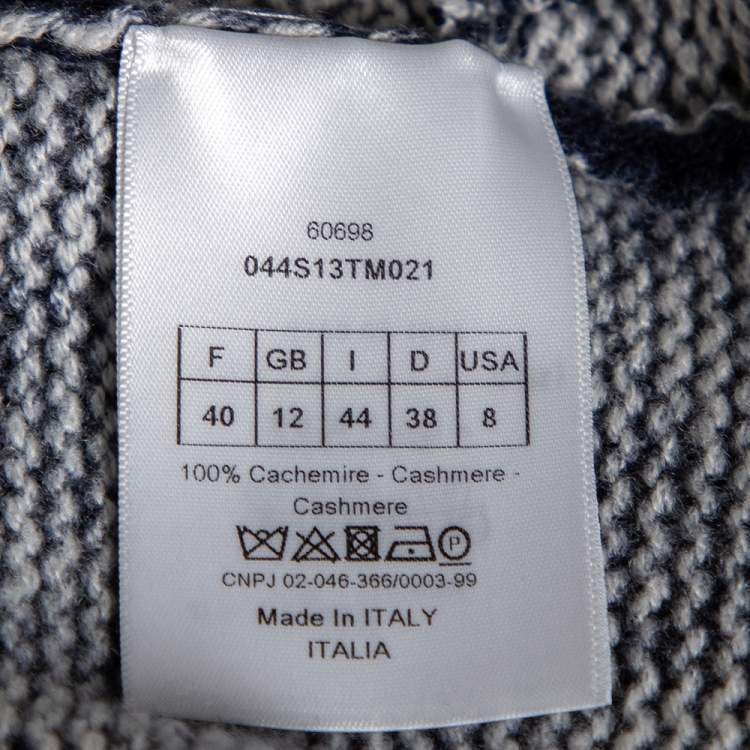 60698
044S13TM021
F GB I D USA
40 12 44 38 8
100% Cachemire - Cashmere -
Cashmere
P
CNPJ 02-046-366/0003-99
Made In ITALY
ITALIA